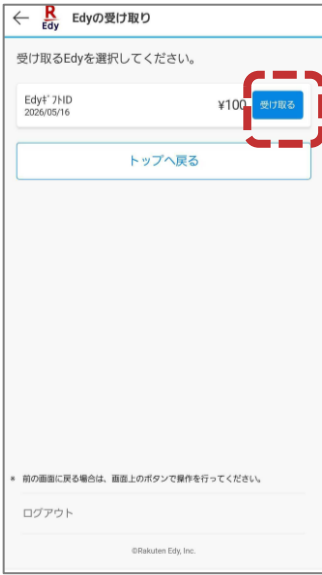 ← R Edy Edyの受け取り
受け取るEdyを選択してください。
EdyｷﾞﾌﾄID ¥100 受け取る
2026/05/16
トップへ戻る
* 前の画面に戻る場合は、画面上のボタンで操作を行ってください。
ログアウト
©Rakuten Edy, Inc.